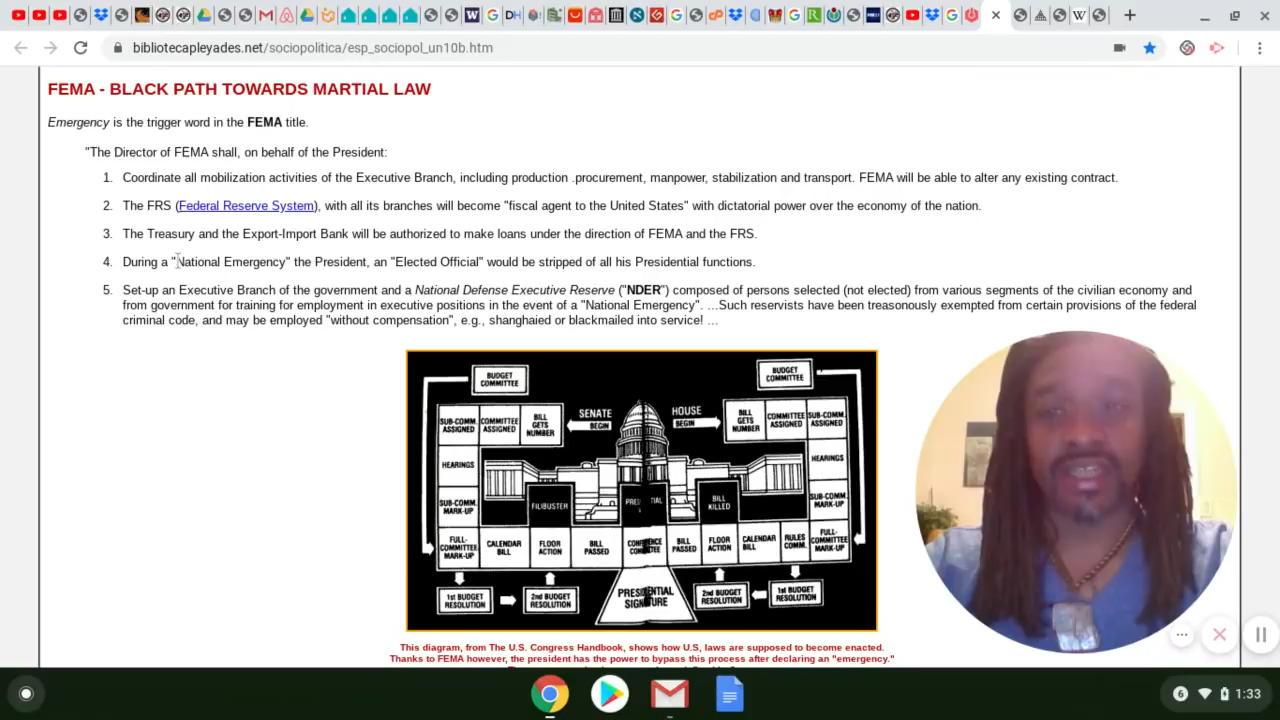 bibliotecapleyades.net/sociopolitica/esp_sociopol_un10b.htm
FEMA - BLACK PATH TOWARDS MARTIAL LAW
Emergency is the trigger word in the FEMA title.
"The Director of FEMA shall, on behalf of the President:
1. Coordinate all mobilization activities of the Executive Branch, including production .procurement, manpower, stabilization and transport. FEMA will be able to alter any existing contract.
2. The FRS (Federal Reserve System), with all its branches will become "fiscal agent to the United States" with dictatorial power over the economy of the nation.
3. The Treasury and the Export-Import Bank will be authorized to make loans under the direction of FEMA and the FRS.
4. During a "National Emergency" the President, an "Elected Official" would be stripped of all his Presidential functions.
5. Set-up an Executive Branch of the government and a National Defense Executive Reserve ("NDER") composed of persons selected (not elected) from various segments of the civilian economy and
from government for training for employment in executive positions in the event of a "National Emergency". ...Such reservists have been treasonously exempted from certain provisions of the federal
criminal code, and may be employed "without compensation", e.g., shanghaied or blackmailed into service! ...
BUDGET COMMITTEE
BUDGET COMMITTEE
SUB-COMM. ASSIGNED
COMMITTEE ASSIGNED
BILL GETS NUMBER
SENATE BEGIN
HOUSE BEGIN
BILL GETS NUMBER
COMMITTEE ASSIGNED
SUB-COMM. ASSIGNED
HEARINGS
HEARINGS
SUB-COMM. MARK-UP
FILIBUSTER
BILL KILLED
SUB-COMM. MARK-UP
FULL-COMMITTEE MARK-UP
CALENDAR BILL
FLOOR ACTION
BILL PASSED
BILL PASSED
FLOOR ACTION
CALENDAR BILL
RULES COMM.
FULL-COMMITTEE MARK-UP
1st BUDGET RESOLUTION
2nd BUDGET RESOLUTION
PRESIDENTIAL SIGNATURE
2nd BUDGET RESOLUTION
1st BUDGET RESOLUTION
This diagram, from The U.S. Congress Handbook, shows how U.S, laws are supposed to become enacted.
Thanks to FEMA however, the president has the power to bypass this process after declaring an "emergency."
6
1:33